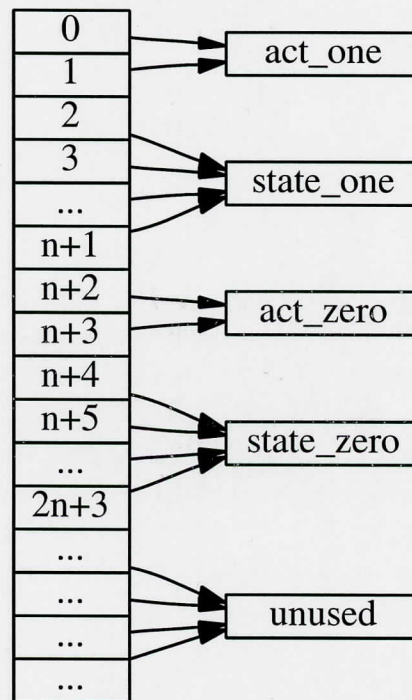 0
1
2
3
...
n+1
n+2
n+3
n+4
n+5
...
2n+3
...
...
...
...
act_one
state_one
act_zero
state_zero
unused